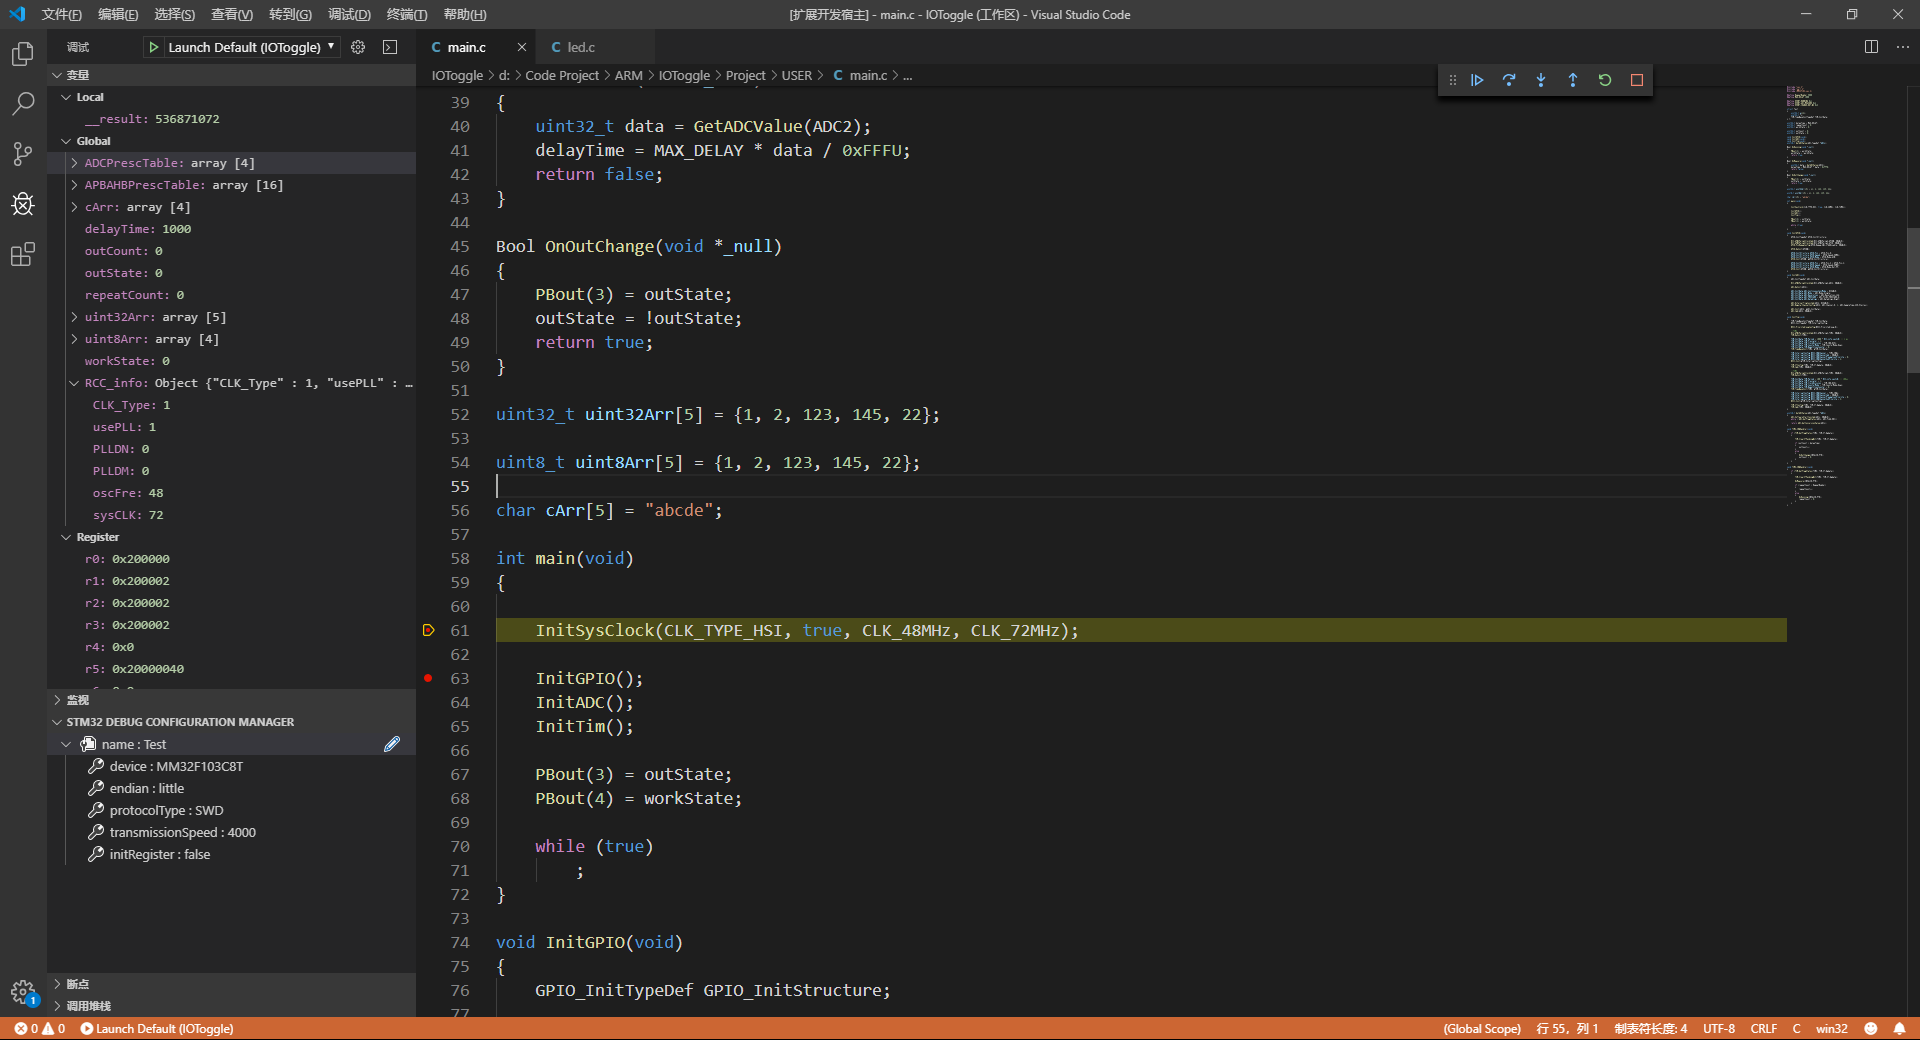 文件(F) 编辑(E) 选择(S) 查看(V) 转到(G) 调试(D) 终端(T) 帮助(H)
[扩展开发宿主] - main.c - IOToggle (工作区) - Visual Studio Code
调试 Launch Default (IOToggle)
变量
Local
__result: 536871072
Global
ADCPrescTable: array [4]
APBAHBPrescTable: array [16]
cArr: array [4]
delayTime: 1000
outCount: 0
outState: 0
repeatCount: 0
uint32Arr: array [5]
uint8Arr: array [4]
workState: 0
RCC_info: Object {"CLK_Type" : 1, "usePLL" : …
CLK_Type: 1
usePLL: 1
PLLDN: 0
PLLDM: 0
oscFre: 48
sysCLK: 72
Register
r0: 0x200000
r1: 0x200002
r2: 0x200002
r3: 0x200002
r4: 0x0
r5: 0x20000040
监视
STM32 DEBUG CONFIGURATION MANAGER
name : Test
device : MM32F103C8T
endian : little
protocolType : SWD
transmissionSpeed : 4000
initRegister : false
断点
调用堆栈
1
C main.c
C led.c
IOToggle > d: > Code Project > ARM > IOToggle > Project > USER > C main.c > ...
39 {
40 uint32_t data = GetADCValue(ADC2);
41 delayTime = MAX_DELAY * data / 0xFFFU;
42 return false;
43 }
44
45 Bool OnOutChange(void *_null)
46 {
47 PBout(3) = outState;
48 outState = !outState;
49 return true;
50 }
51
52 uint32_t uint32Arr[5] = {1, 2, 123, 145, 22};
53
54 uint8_t uint8Arr[5] = {1, 2, 123, 145, 22};
55
56 char cArr[5] = "abcde";
57
58 int main(void)
59 {
60
61 InitSysClock(CLK_TYPE_HSI, true, CLK_48MHz, CLK_72MHz);
62
63 InitGPIO();
64 InitADC();
65 InitTim();
66
67 PBout(3) = outState;
68 PBout(4) = workState;
69
70 while (true)
71 ;
72 }
73
74 void InitGPIO(void)
75 {
76 GPIO_InitTypeDef GPIO_InitStructure;
77
0 0 Launch Default (IOToggle)
(Global Scope) 行 55，列 1 制表符长度: 4 UTF-8 CRLF C win32